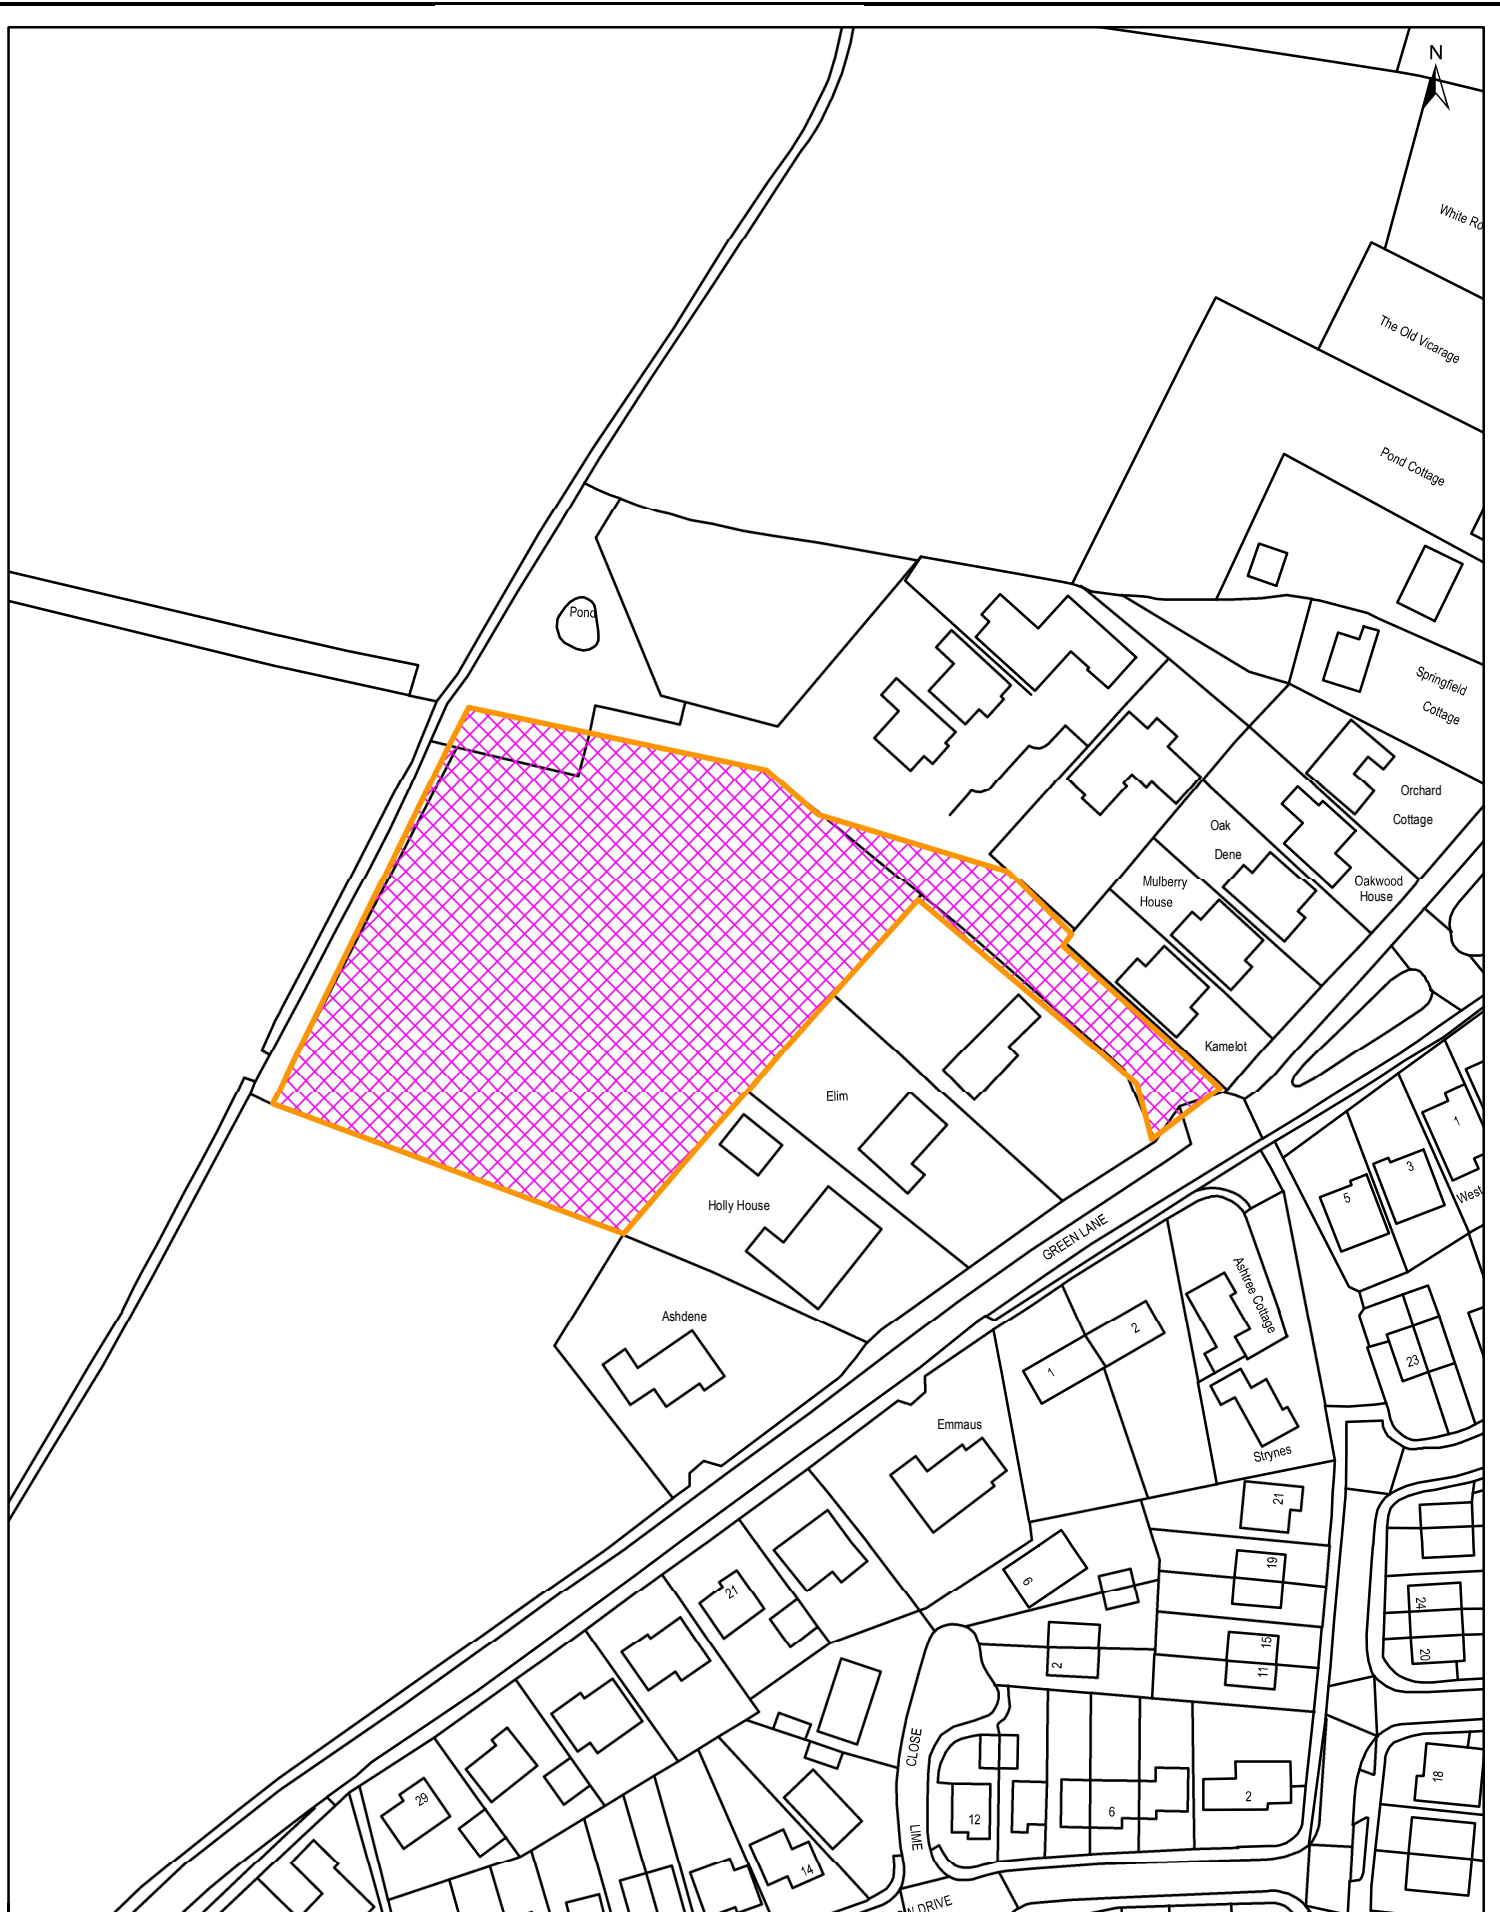 N
White Ro
The Old Vicarage
Pond Cottage
Pond
Springfield
Cottage
Orchard
Cottage
Oak
Dene
Mulberry
House
Oakwood
House
Kamelot
Elim
Holly House
GREEN LANE
1
3
5
West
Ashtree Cottage
Ashdene
2
1
23
Emmaus
Strynes
21
19
6
21
24
15
2
11
20
CLOSE
18
29
12
6
2
LIME
14
W DRIVE